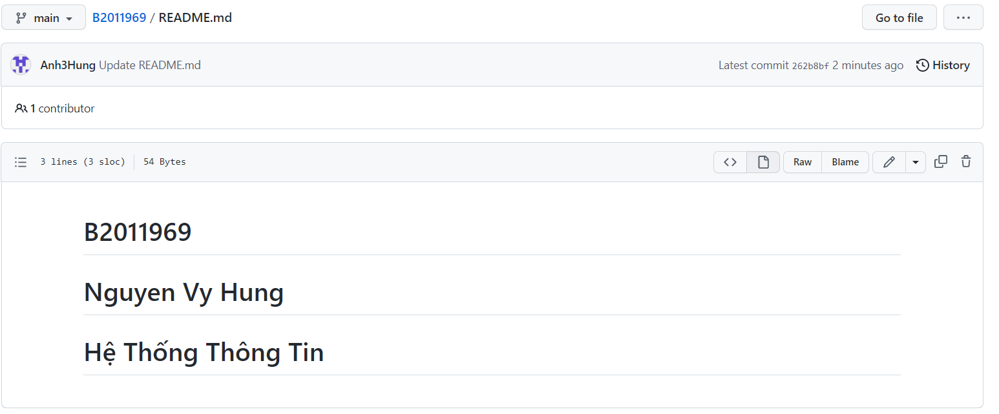 main B2011969 / README.md Go to file ...
Anh3Hung Update README.md Latest commit 262b8bf 2 minutes ago History
1 contributor
3 lines (3 sloc) 54 Bytes <> Raw Blame
B2011969
Nguyen Vy Hung
Hệ Thống Thông Tin